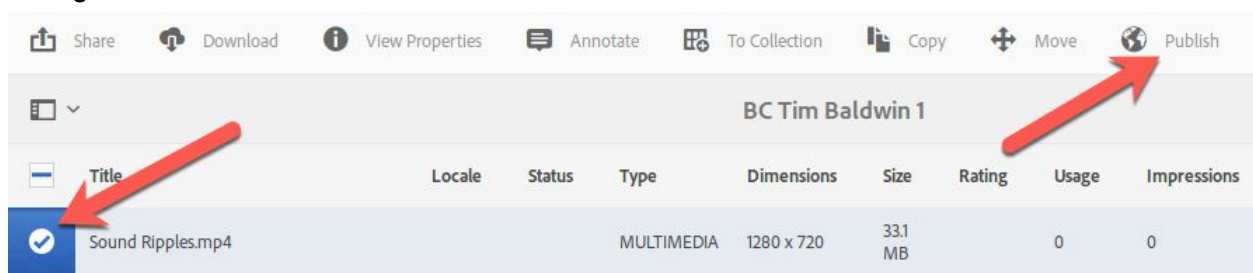 Share Download View Properties Annotate To Collection Copy Move Publish
BC Tim Baldwin 1
Title Locale Status Type Dimensions Size Rating Usage Impressions
Sound Ripples.mp4 MULTIMEDIA 1280 x 720 33.1 MB 0 0